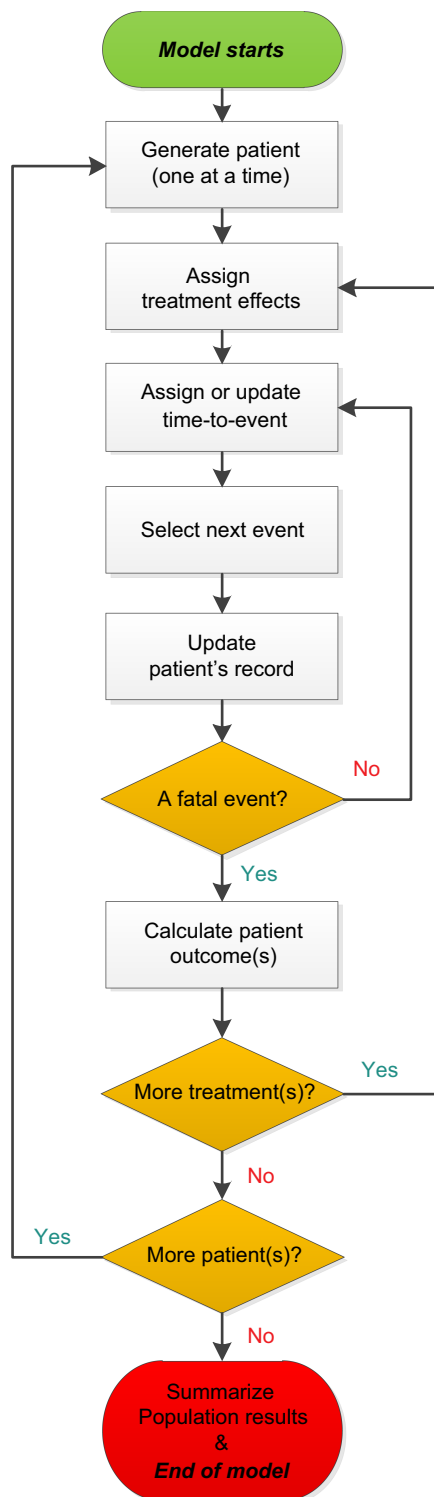 Model starts
Generate patient
(one at a time)
Assign
treatment effects
Assign or update
time-to-event
Select next event
Update
patient's record
No
A fatal event?
Yes
Calculate patient
outcome(s)
More treatment(s)?
Yes
No
Yes
More patient(s)?
No
Summarize
Population results
&
End of model